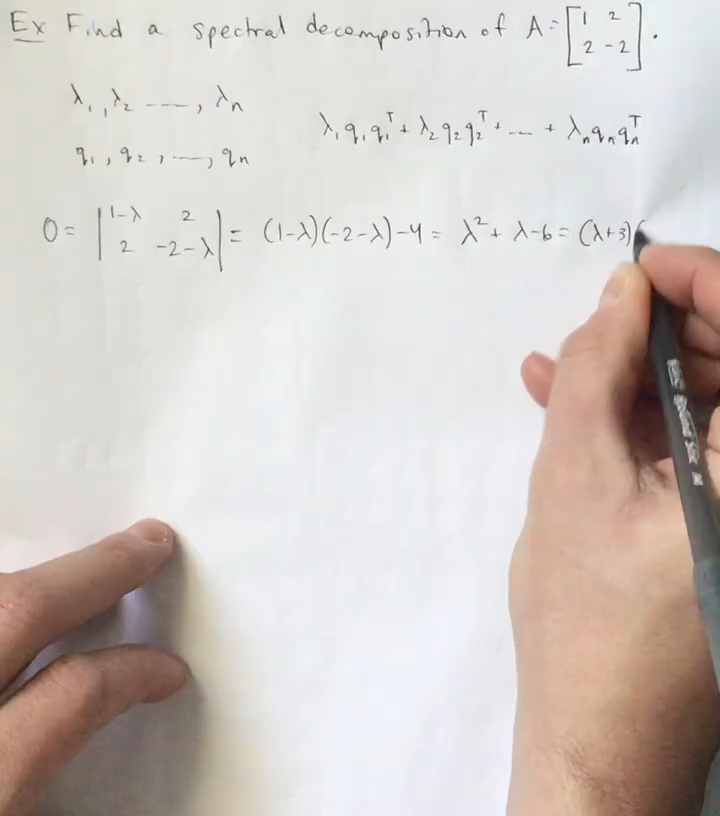 Ex Find a spectral decomposition of A = [1 2
2 -2].
λ₁, λ₂ ---, λₙ
λ₁q₁q₁ᵀ + λ₂q₂q₂ᵀ + --- + λₙqₙqₙᵀ
q₁, q₂, ---, qₙ
0 = |1-λ 2
2 -2-λ| = (1-λ)(-2-λ)-4 = λ² + λ-6 = (λ+3)(